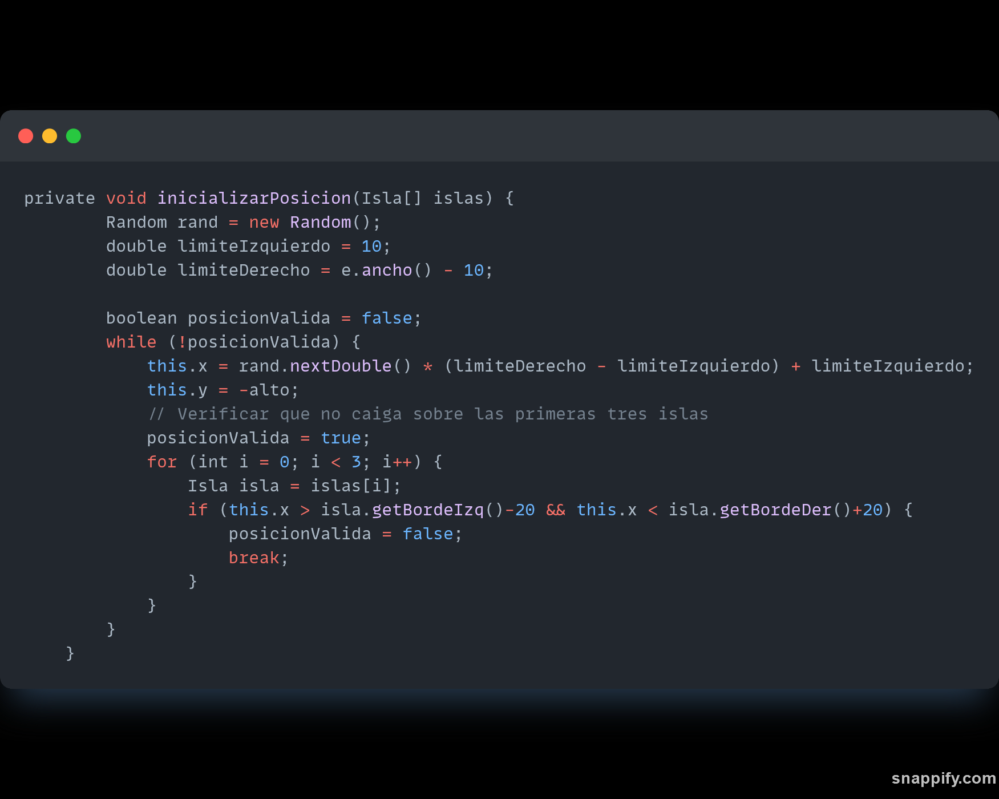 private void inicializarPosicion(Isla[] islas) {
        Random rand = new Random();
        double limiteIzquierdo = 10;
        double limiteDerecho = e.ancho() - 10;

        boolean posicionValida = false;
        while (!posicionValida) {
            this.x = rand.nextDouble() * (limiteDerecho - limiteIzquierdo) + limiteIzquierdo;
            this.y = -alto;
            // Verificar que no caiga sobre las primeras tres islas
            posicionValida = true;
            for (int i = 0; i < 3; i++) {
                Isla isla = islas[i];
                if (this.x > isla.getBordeIzq()-20 && this.x < isla.getBordeDer()+20) {
                    posicionValida = false;
                    break;
                }
            }
        }
    }
snappify.com